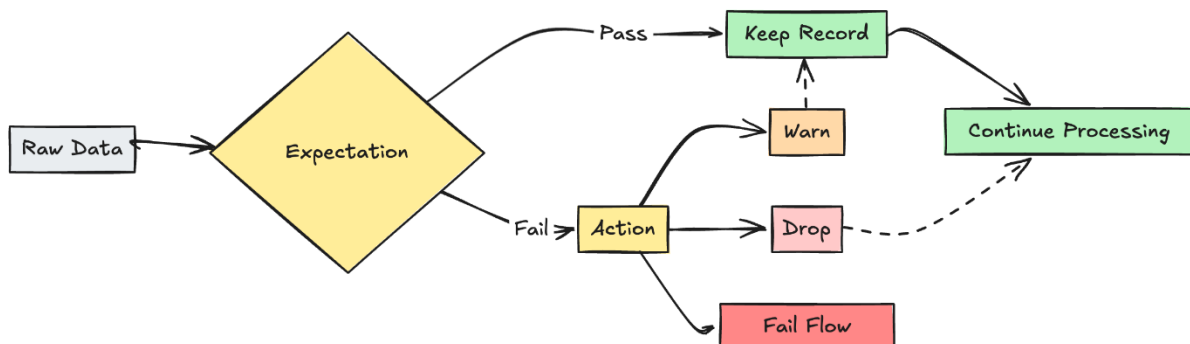 Pass
Keep Record
Raw Data
Expectation
Warn
Continue Processing
Fail
Action
Drop
Fail Flow